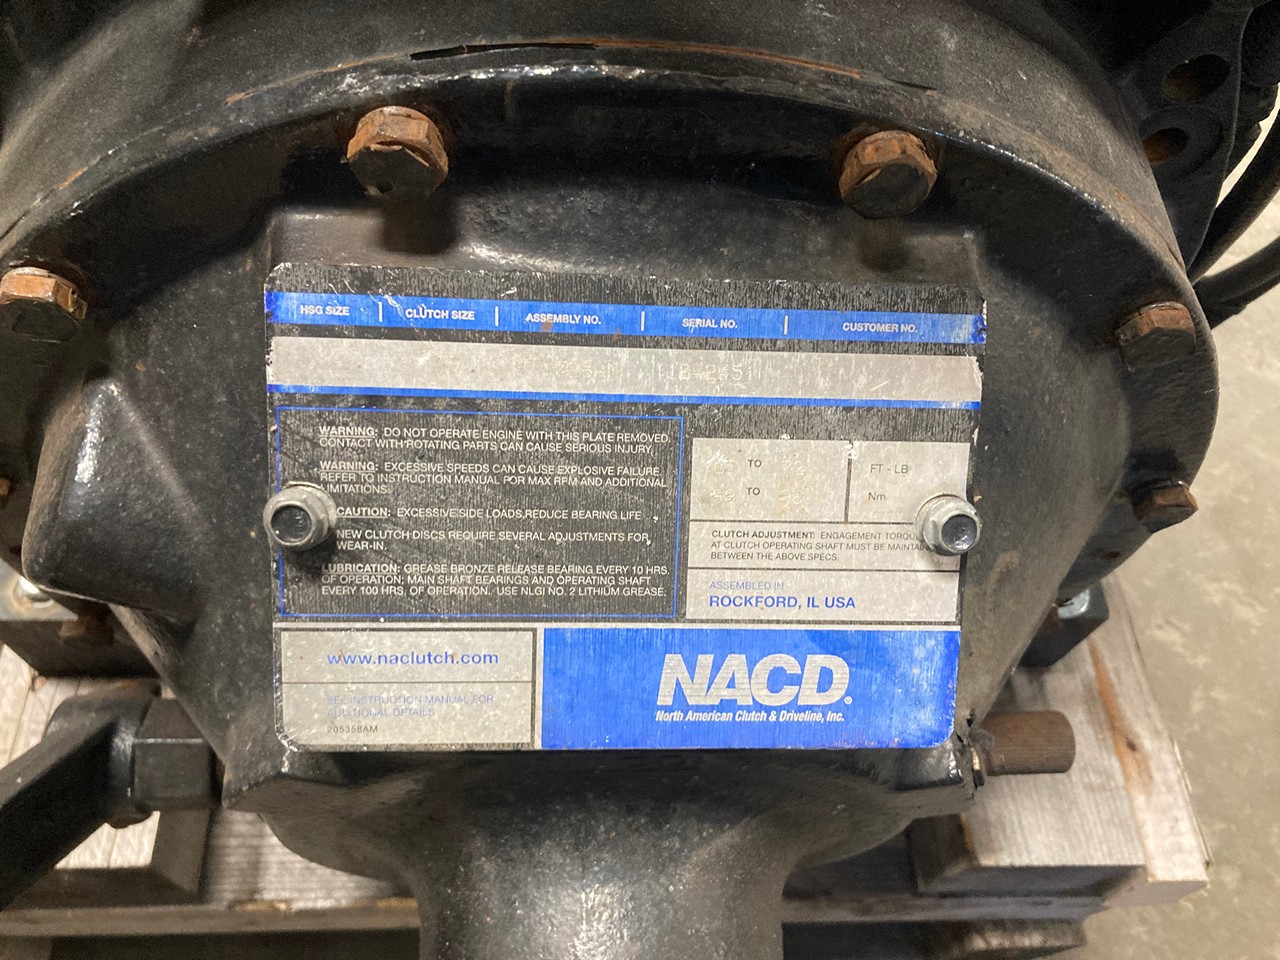 HSG SIZE CLUTCH SIZE ASSEMBLY NO. SERIAL NO. CUSTOMER NO.
WARNING: DO NOT OPERATE ENGINE WITH THIS PLATE REMOVED.
CONTACT WITH ROTATING PARTS CAN CAUSE SERIOUS INJURY.
WARNING: EXCESSIVE SPEEDS CAN CAUSE EXPLOSIVE FAILURE.
REFER TO INSTRUCTION MANUAL FOR MAX RPM AND ADDITIONAL
LIMITATIONS.
CAUTION: EXCESSIVE SIDE LOADS REDUCE BEARING LIFE
NEW CLUTCH DISCS REQUIRE SEVERAL ADJUSTMENTS FOR
WEAR-IN.
LUBRICATION: GREASE BRONZE RELEASE BEARING EVERY 10 HRS.
OF OPERATION; MAIN SHAFT BEARINGS AND OPERATING SHAFT
EVERY 100 HRS. OF OPERATION. USE NLGI NO. 2 LITHIUM GREASE.
TO FT - LB
TO Nm
CLUTCH ADJUSTMENT: ENGAGEMENT TORQUE
AT CLUTCH OPERATING SHAFT MUST BE MAINTAIN
BETWEEN THE ABOVE SPECS.
ASSEMBLED IN
ROCKFORD, IL USA
www.naclutch.com
SEE INSTRUCTION MANUAL FOR
ADDITIONAL DETAILS
205358AM
NACD®
North American Clutch & Driveline, Inc.